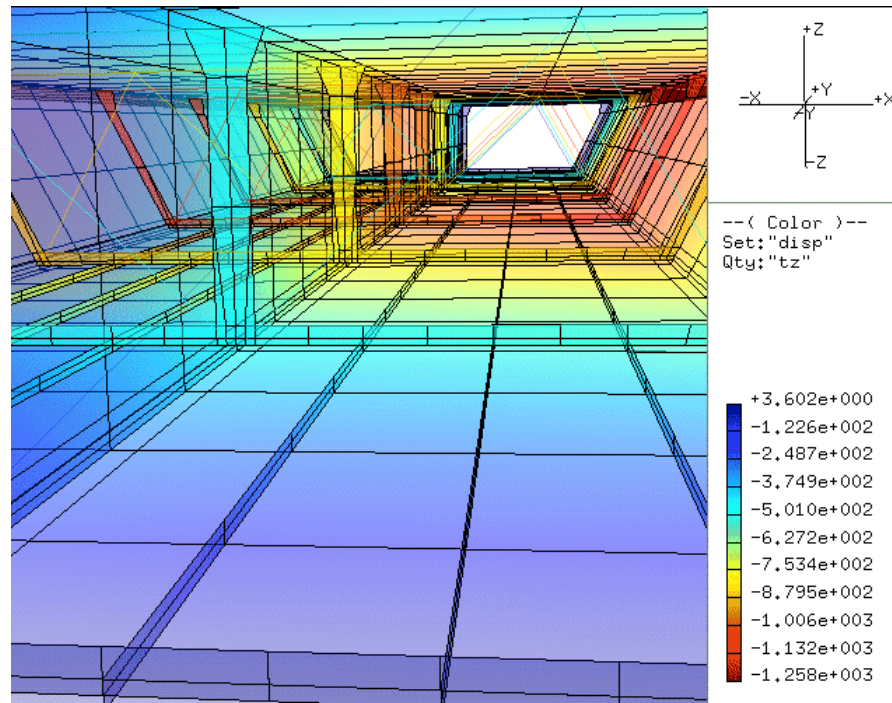 +Z
+Y
-X
+X
Y
-Z
--( Color )--
Set:"disp"
Qty:"tz"
+3.602e+000
-1.226e+002
-2.487e+002
-3.749e+002
-5.010e+002
-6.272e+002
-7.534e+002
-8.795e+002
-1.006e+003
-1.132e+003
-1.258e+003